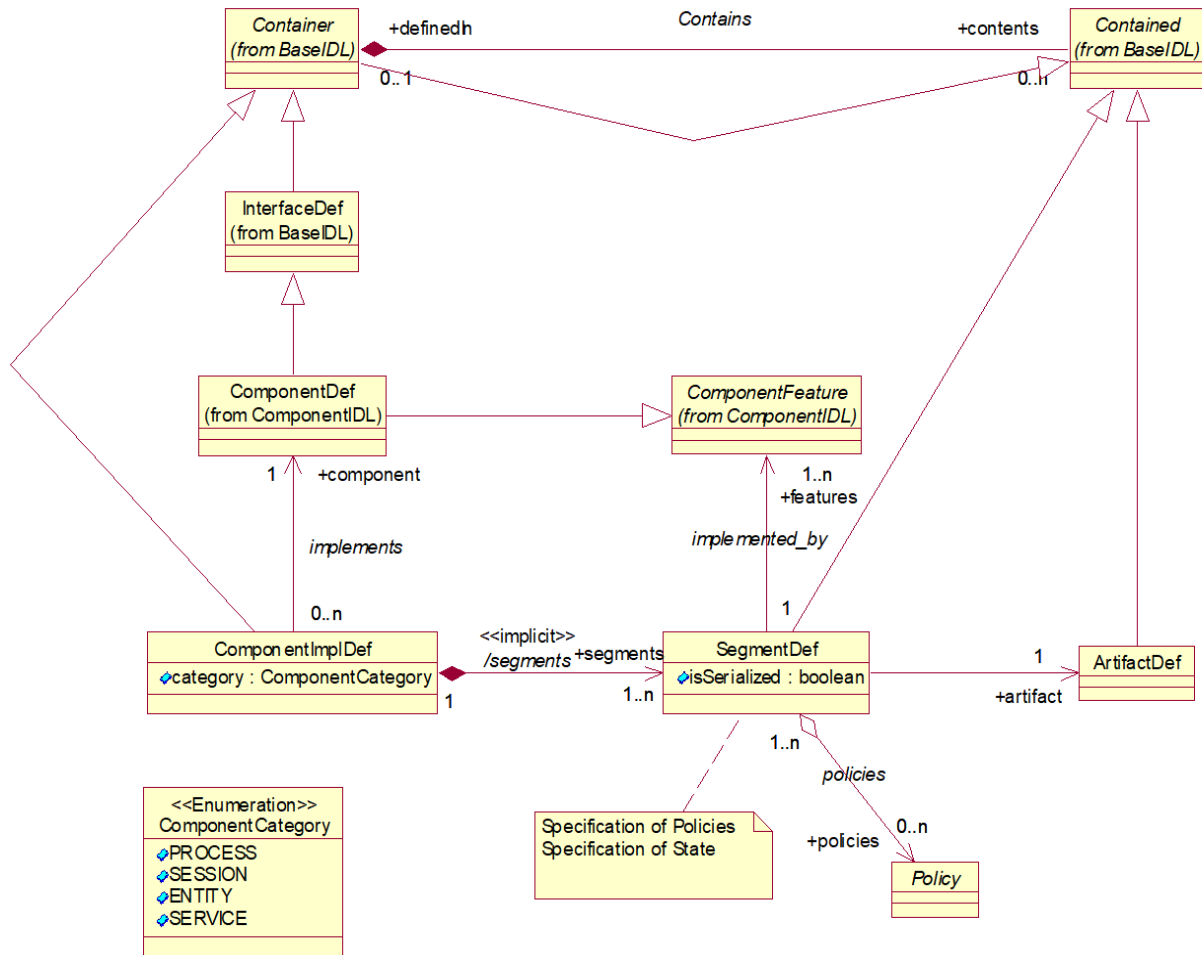 Container
(from BaseIDL)
+definedIn
Contains
+contents
Contained
(from BaseIDL)
0..1
0..n
InterfaceDef
(from BaseIDL)
ComponentDef
(from ComponentIDL)
ComponentFeature
(from ComponentIDL)
1
+component
1..n
+features
implements
implemented_by
0..n
1
ComponentImplDef
category : ComponentCategory
<<implicit>>
/segments
+segments
1
1..n
SegmentDef
isSerialized : boolean
1
+artifact
ArtifactDef
1..n
policies
0..n
+policies
Policy
Specification of Policies
Specification of State
<<Enumeration>>
ComponentCategory
PROCESS
SESSION
ENTITY
SERVICE